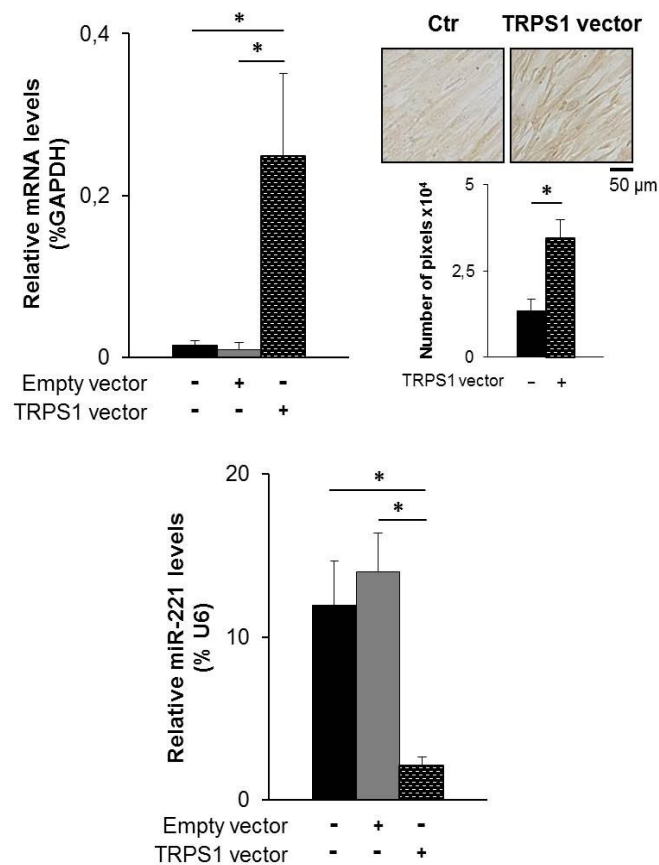 *
*
0,4
0,2
0
Relative mRNA levels
(%GAPDH)
Empty vector - + -
TRPS1 vector - - +
Ctr TRPS1 vector
50 µm
5
*
2,5
0
Number of pixels x10⁴
TRPS1 vector - +
20
*
*
10
0
Relative miR-221 levels
(% U6)
Empty vector - + -
TRPS1 vector - - +